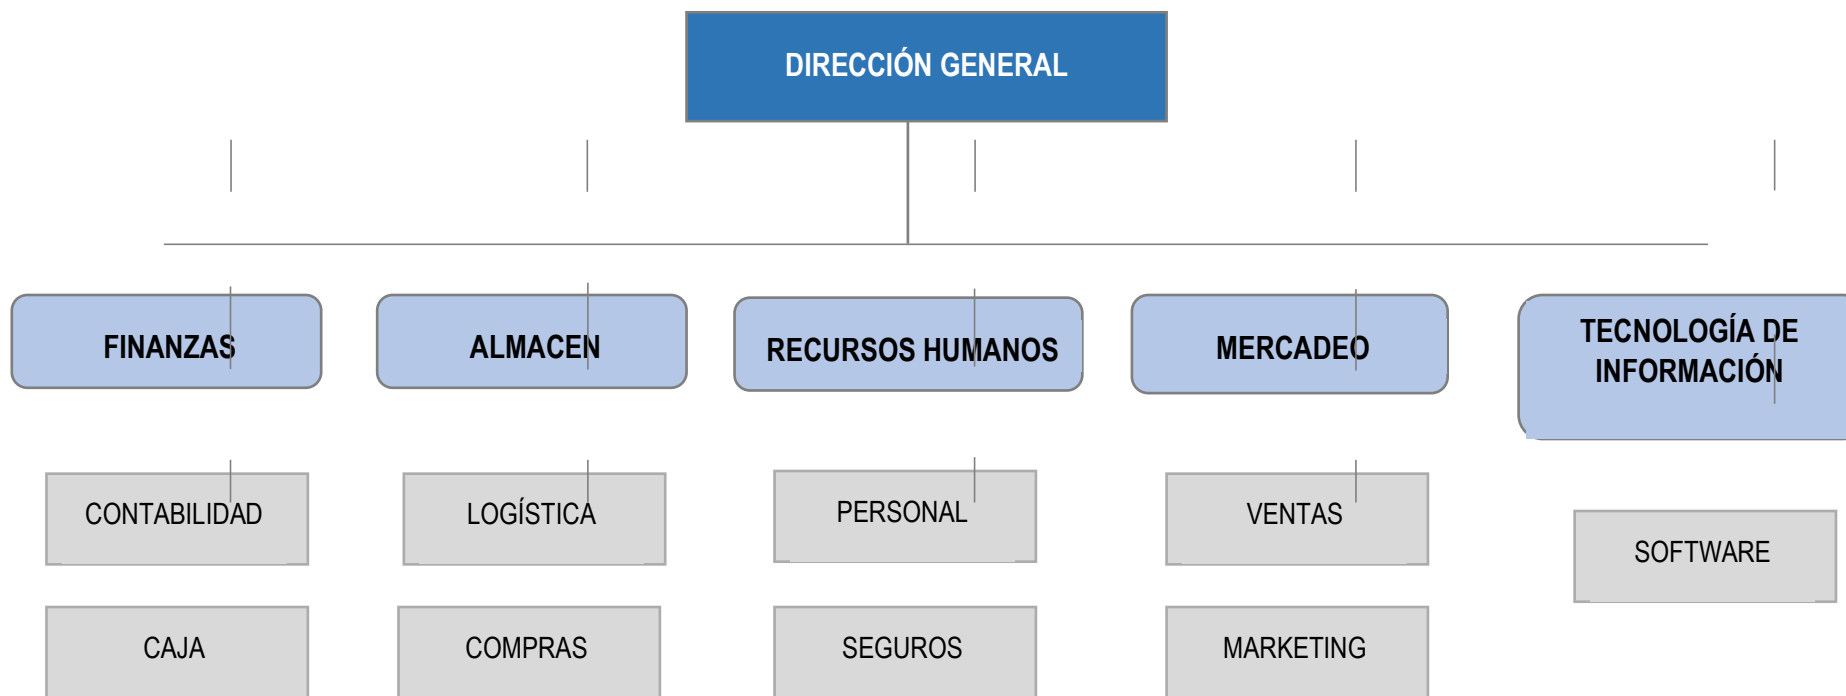 DIRECCIÓN GENERAL
FINANZAS
ALMACEN
RECURSOS HUMANOS
MERCADEO
TECNOLOGÍA DE
INFORMACIÓN
CONTABILIDAD
LOGÍSTICA
PERSONAL
VENTAS
SOFTWARE
CAJA
COMPRAS
SEGUROS
MARKETING